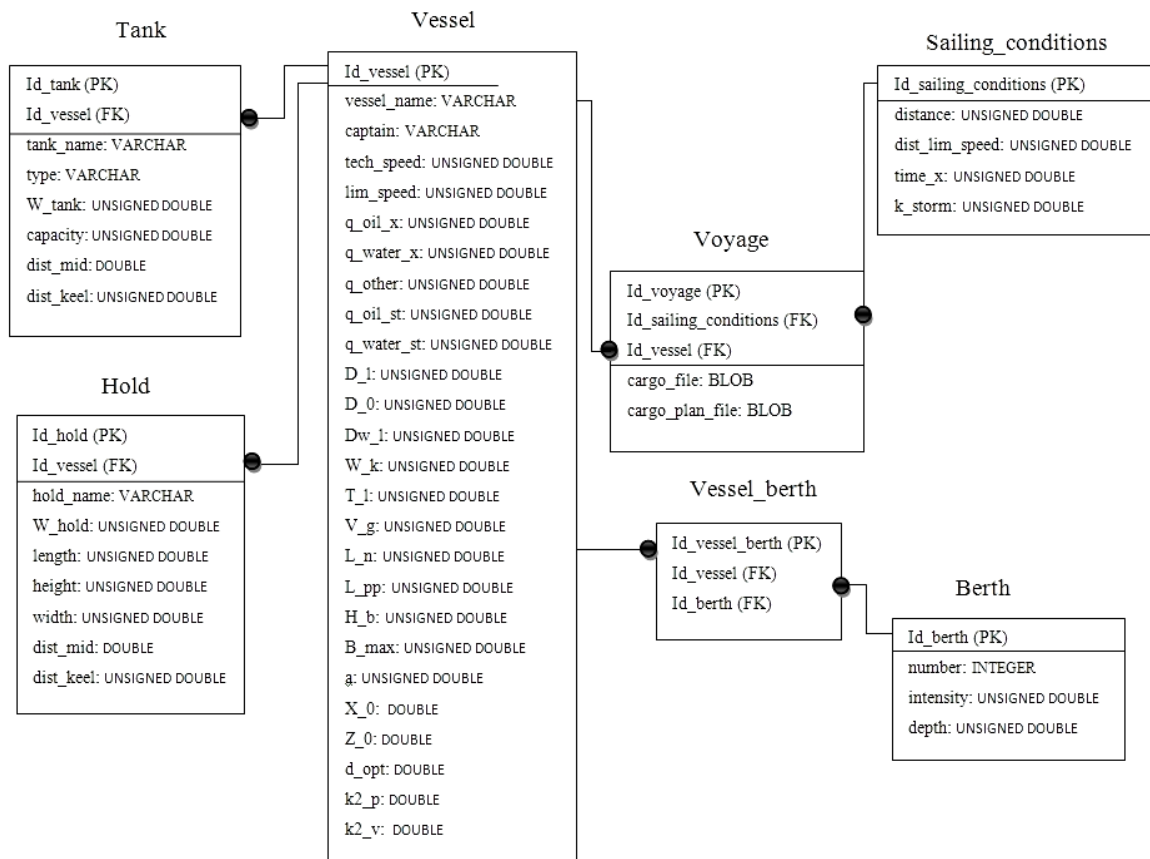 Tank
Id_tank (PK)
Id_vessel (FK)
tank_name: VARCHAR
type: VARCHAR
W_tank: UNSIGNED DOUBLE
capacity: UNSIGNED DOUBLE
dist_mid: DOUBLE
dist_keel: UNSIGNED DOUBLE
Hold
Id_hold (PK)
Id_vessel (FK)
hold_name: VARCHAR
W_hold: UNSIGNED DOUBLE
length: UNSIGNED DOUBLE
height: UNSIGNED DOUBLE
width: UNSIGNED DOUBLE
dist_mid: DOUBLE
dist_keel: UNSIGNED DOUBLE
Vessel
Id_vessel (PK)
vessel_name: VARCHAR
captain: VARCHAR
tech_speed: UNSIGNED DOUBLE
lim_speed: UNSIGNED DOUBLE
q_oil_x: UNSIGNED DOUBLE
q_water_x: UNSIGNED DOUBLE
q_other: UNSIGNED DOUBLE
q_oil_st: UNSIGNED DOUBLE
q_water_st: UNSIGNED DOUBLE
D_l: UNSIGNED DOUBLE
D_0: UNSIGNED DOUBLE
Dw_l: UNSIGNED DOUBLE
W_k: UNSIGNED DOUBLE
T_l: UNSIGNED DOUBLE
V_g: UNSIGNED DOUBLE
L_n: UNSIGNED DOUBLE
L_pp: UNSIGNED DOUBLE
H_b: UNSIGNED DOUBLE
B_max: UNSIGNED DOUBLE
a: UNSIGNED DOUBLE
X_0: DOUBLE
Z_0: DOUBLE
d_opt: DOUBLE
k2_p: DOUBLE
k2_v: DOUBLE
Sailing_conditions
Id_sailing_conditions (PK)
distance: UNSIGNED DOUBLE
dist_lim_speed: UNSIGNED DOUBLE
time_x: UNSIGNED DOUBLE
k_storm: UNSIGNED DOUBLE
Voyage
Id_voyage (PK)
Id_sailing_conditions (FK)
Id_vessel (FK)
cargo_file: BLOB
cargo_plan_file: BLOB
Vessel_berth
Id_vessel_berth (PK)
Id_vessel (FK)
Id_berth (FK)
Berth
Id_berth (PK)
number: INTEGER
intensity: UNSIGNED DOUBLE
depth: UNSIGNED DOUBLE